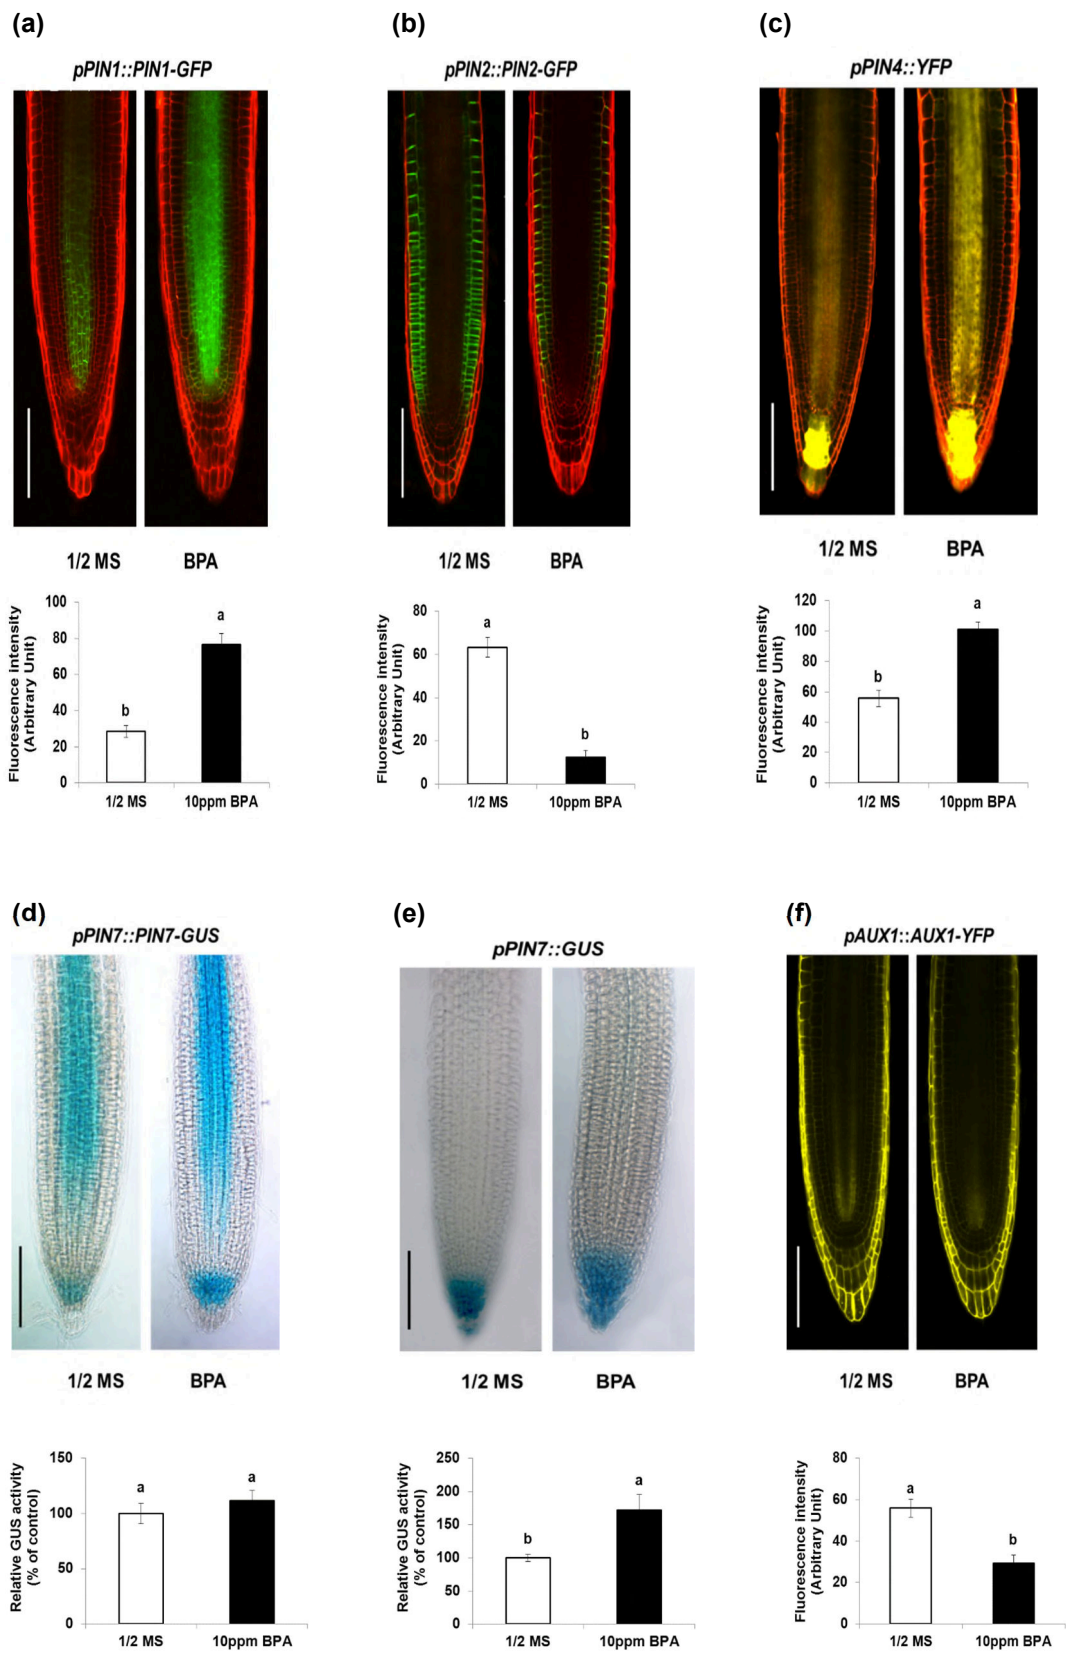 (a)
(b)
(c)
pPIN1::PIN1-GFP
pPIN2::PIN2-GFP
pPIN4::YFP
1/2 MS
BPA
1/2 MS
BPA
1/2 MS
BPA
Fluorescence intensity
(Arbitrary Unit)
100
80
60
40
20
0
b
a
1/2 MS
10ppm BPA
Fluorescence intensity
(Arbitrary Unit)
80
60
40
20
0
a
b
1/2 MS
10ppm BPA
Fluorescence intensity
(Arbitrary Unit)
120
100
80
60
40
20
0
b
a
1/2 MS
10ppm BPA
(d)
(e)
(f)
pPIN7::PIN7-GUS
pPIN7::GUS
pAUX1::AUX1-YFP
1/2 MS
BPA
1/2 MS
BPA
1/2 MS
BPA
Relative GUS activity
(% of control)
150
100
50
0
a
a
1/2 MS
10ppm BPA
Relative GUS activity
(% of control)
250
200
150
100
50
0
b
a
1/2 MS
10ppm BPA
Fluorescence intensity
(Arbitrary Unit)
80
60
40
20
0
a
b
1/2 MS
10ppm BPA